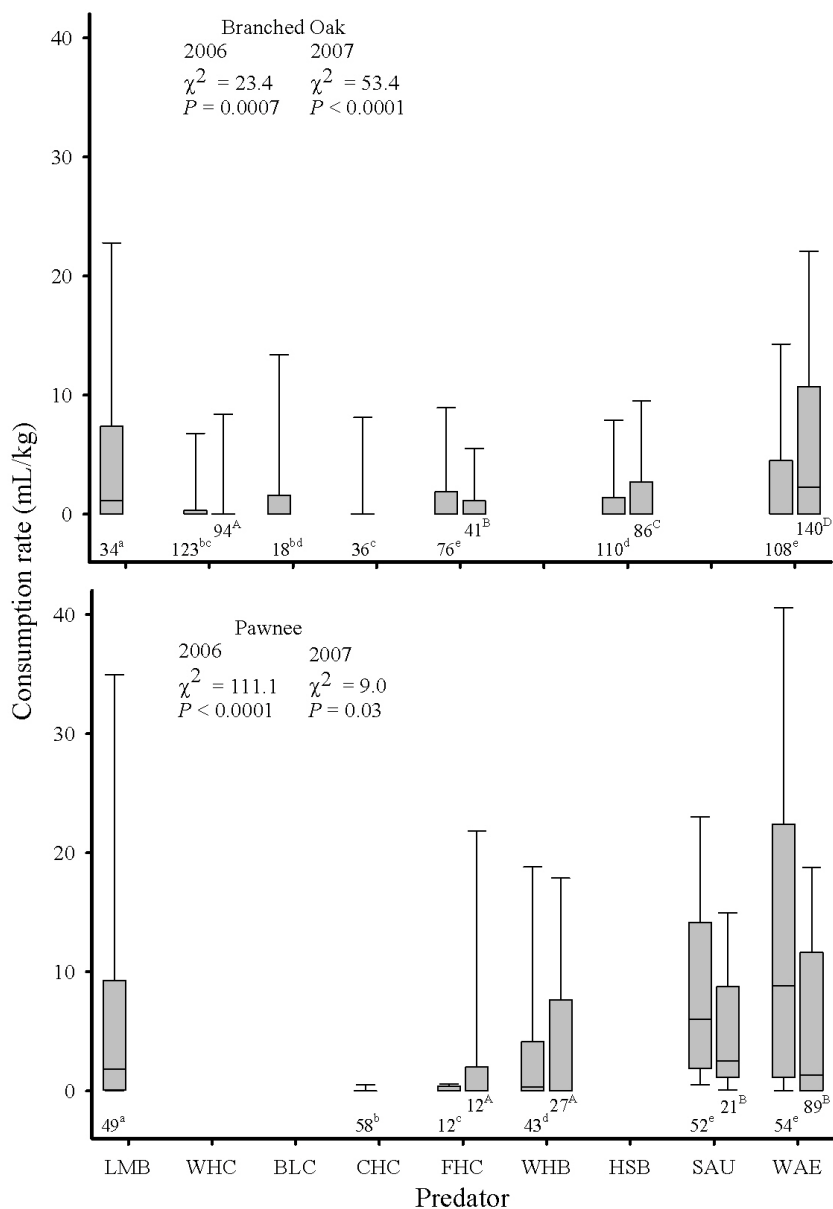 Branched Oak
2006 2007
χ² = 23.4 χ² = 53.4
P = 0.0007 P < 0.0001
40
30
20
10
0
94ᴬ 41ᴮ 86ᶜ 140ᴰ
34ᵃ 123ᵇᶜ 18ᵇᵈ 36ᶜ 76ᵉ 110ᵈ 108ᵉ
Consumption rate (mL/kg)
Pawnee
2006 2007
χ² = 111.1 χ² = 9.0
P < 0.0001 P = 0.03
40
30
20
10
0
12ᴬ 27ᴬ 21ᴮ 89ᴮ
49ᵃ 58ᵇ 12ᶜ 43ᵈ 52ᵉ 54ᵉ
LMB WHC BLC CHC FHC WHB HSB SAU WAE
Predator